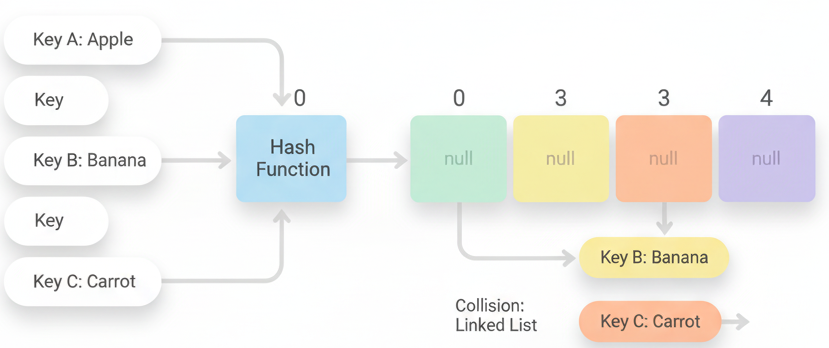 Key A: Apple
Key
Key B: Banana
Key
Key C: Carrot
0
Hash
Function
0 3 3 4
null null null null
Key B: Banana
Collision:
Linked List
Key C: Carrot